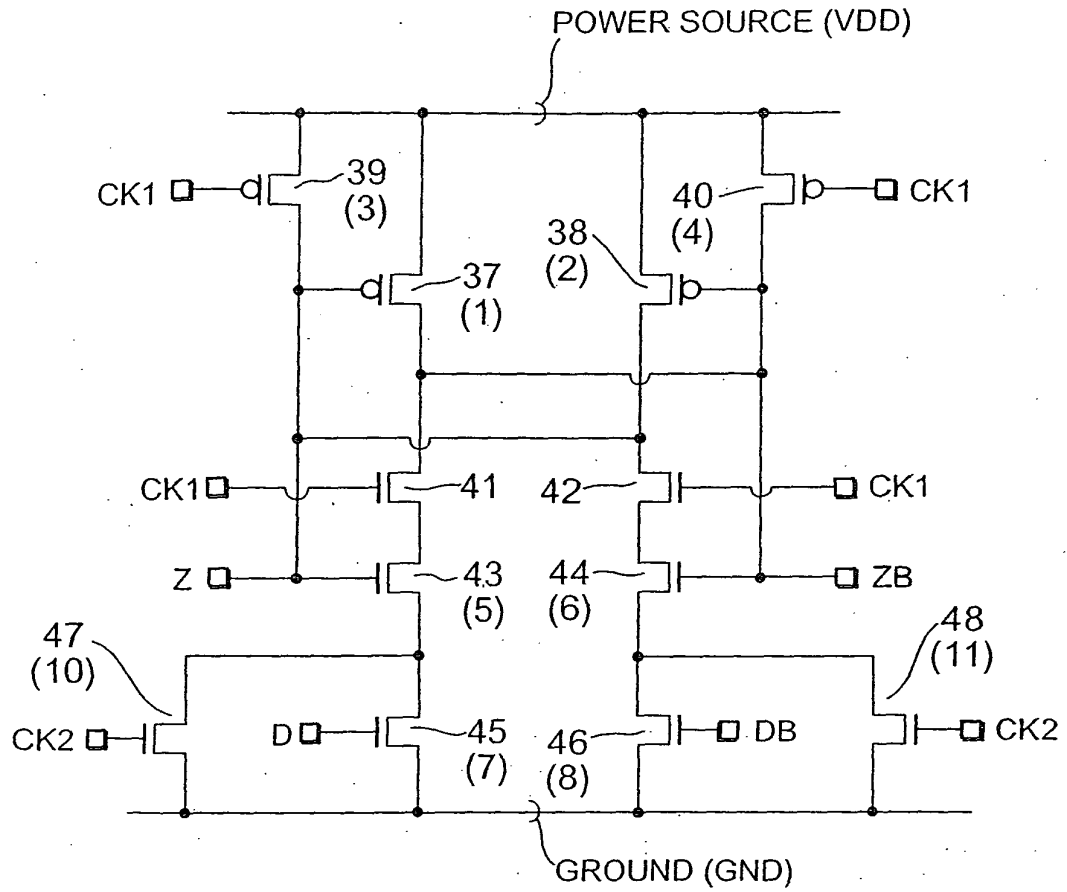 POWER SOURCE (VDD)
CK1
39
(3)
40
(4)
CK1
37
(1)
38
(2)
CK1
41
42
CK1
Z
43
(5)
44
(6)
ZB
47
(10)
48
(11)
CK2
D
45
(7)
46
(8)
DB
CK2
GROUND (GND)